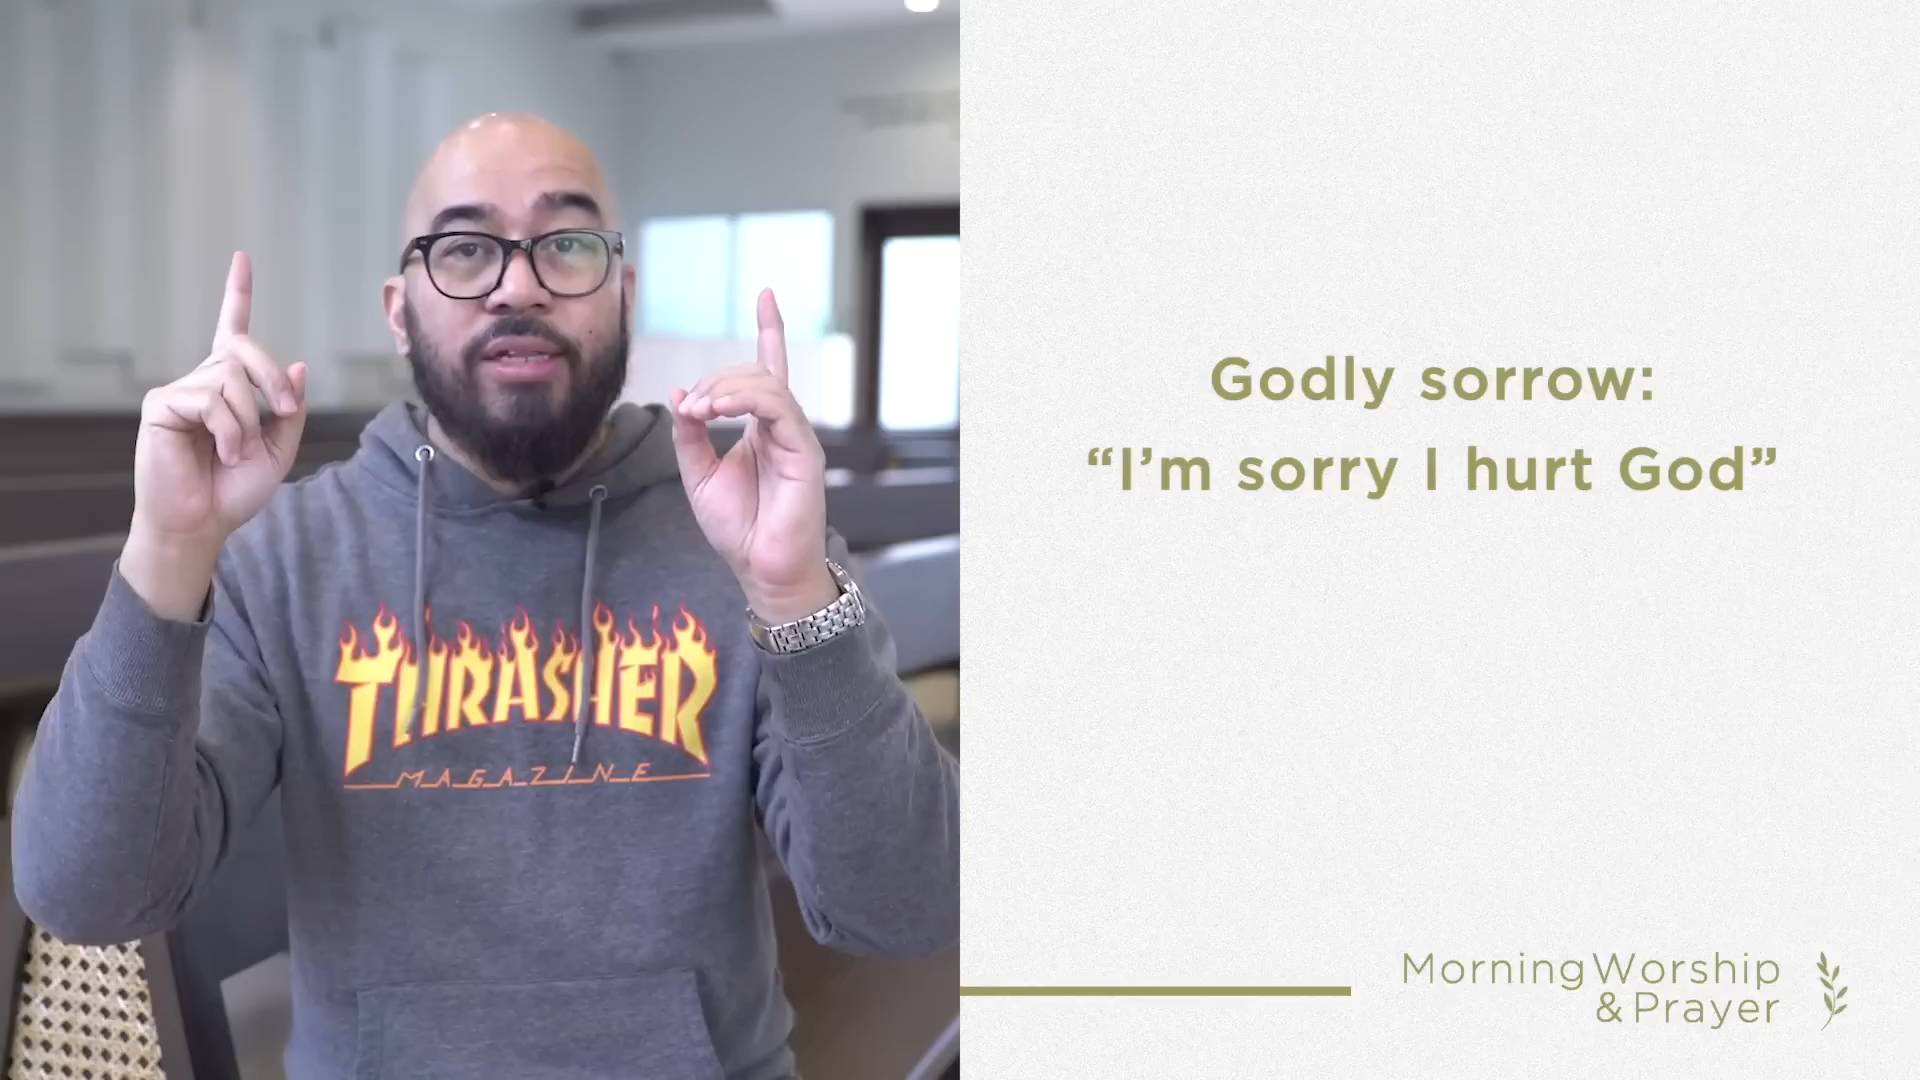 THRASHER
MAGAZINE
Godly sorrow:
“I’m sorry I hurt God”
Morning Worship
& Prayer